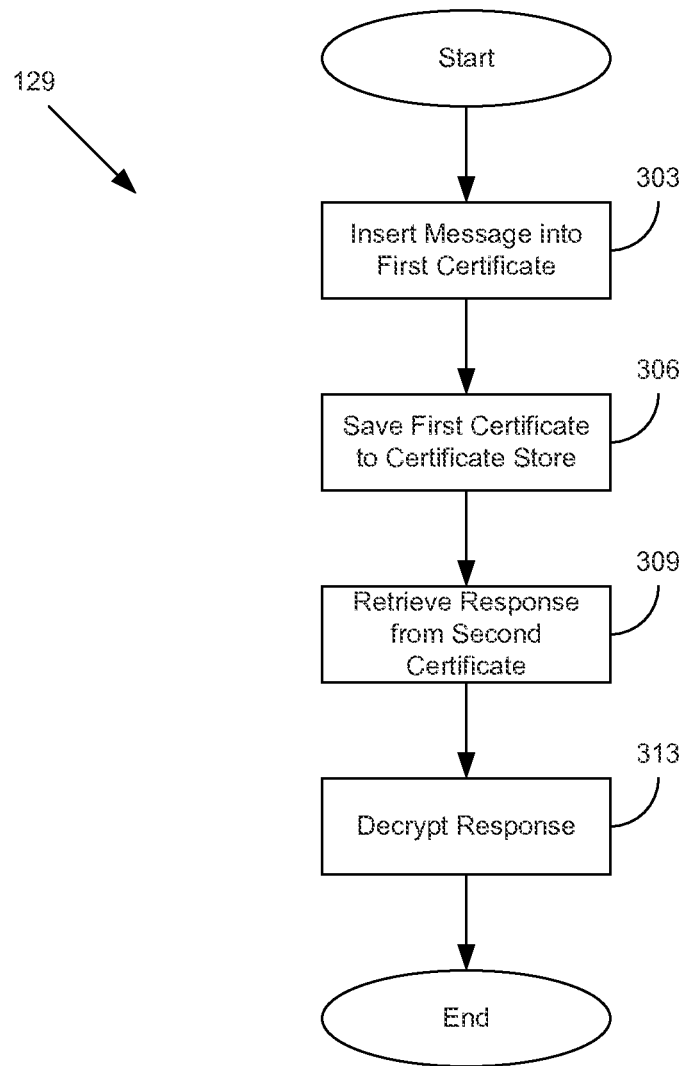 Start
129
303
Insert Message into
First Certificate
306
Save First Certificate
to Certificate Store
309
Retrieve Response
from Second
Certificate
313
Decrypt Response
End